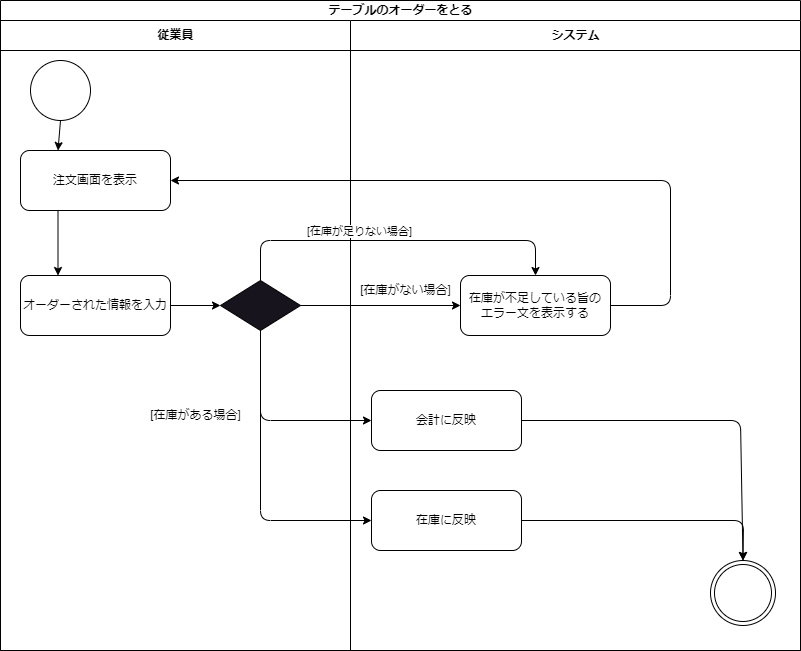 テーブルのオーダーをとる
従業員
システム
注文画面を表示
[在庫が足りない場合]
オーダーされた情報を入力
[在庫がない場合]
在庫が不足している旨の
エラー文を表示する
[在庫がある場合]
会計に反映
在庫に反映